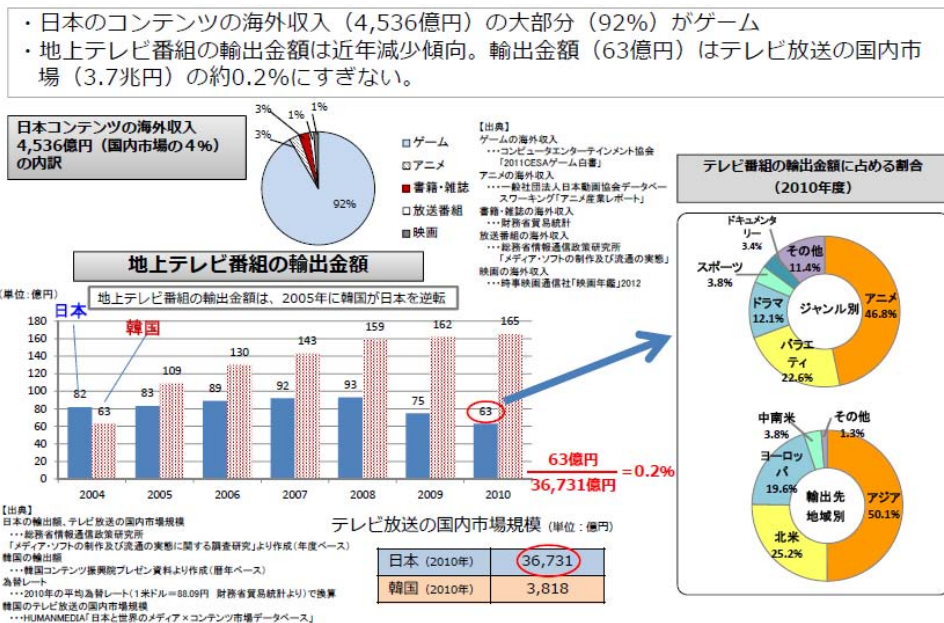 ・日本のコンテンツの海外収入（4,536億円）の大部分（92%）がゲーム
・地上テレビ番組の輸出金額は近年減少傾向。輸出金額（63億円）はテレビ放送の国内市
場（3.7兆円）の約0.2%にすぎない。
日本コンテンツの海外収入
4,536億円（国内市場の４%）
の内訳
3%
3%
1%
1%
92%
ゲーム
アニメ
書籍・雑誌
放送番組
映画
【出典】
ゲームの海外収入
・・・コンピュータエンターテインメント協会
「2011CESAゲーム白書」
アニメの海外収入
・・・一般社団法人日本動画協会データベー
スワーキング「アニメ産業レポート」
書籍・雑誌の海外収入
・・・財務省貿易統計
放送番組の海外収入
・・・総務省情報通信政策研究所
「メディア・ソフトの制作及び流通の実態」
映画の海外収入
・・・時事映画通信社「映画年鑑」2012
地上テレビ番組の輸出金額
(単位：億円)
地上テレビ番組の輸出金額は、2005年に韓国が日本を逆転
日本
韓国
180
160
140
120
100
80
60
40
20
0
82
63
83
109
89
130
92
143
93
159
75
162
63
165
2004
2005
2006
2007
2008
2009
2010
63億円
36,731億円
=0.2%
【出典】
日本の輸出額、テレビ放送の国内市場規模
・・・総務省情報通信政策研究所
「メディア・ソフトの制作及び流通の実態に関する調査研究」より作成（年度ベース）
韓国の輸出額
・・・韓国コンテンツ振興院プレゼン資料より作成（暦年ベース）
為替レート
・・・2010年の平均為替レート（1米ドル＝88.09円　財務省貿易統計より）で換算
韓国のテレビ放送の国内市場規模
・・・HUMANMEDIA「日本と世界のメディア×コンテンツ市場データベース」
テレビ放送の国内市場規模（単位：億円）
日本（2010年） 36,731
韓国（2010年） 3,818
テレビ番組の輸出金額に占める割合
（2010年度）
ドキュメンタ
リー
3.4%
その他
11.4%
スポーツ
3.8%
ドラマ
12.1%
ジャンル別
アニメ
46.8%
バラエ
ティ
22.6%
中南米
3.8%
その他
1.3%
ヨーロッ
パ
19.6%
輸出先
地域別
アジア
50.1%
北米
25.2%